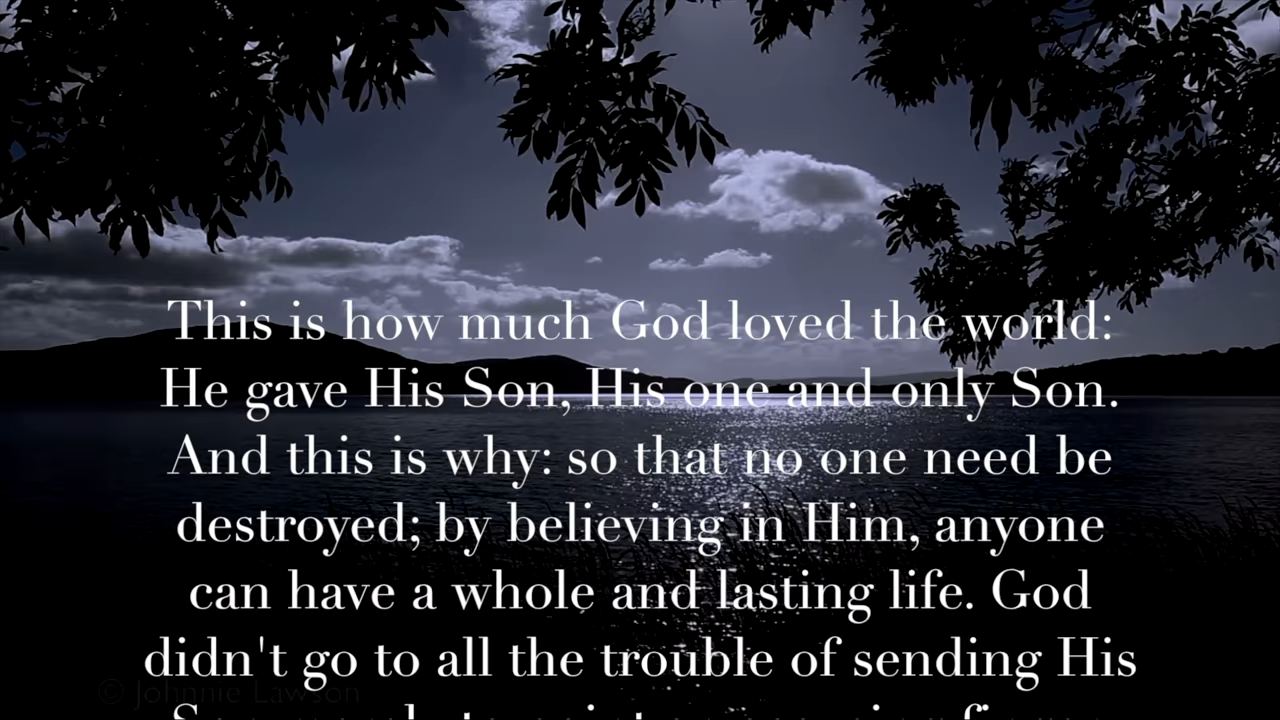 This is how much God loved the world:
He gave His Son, His one and only Son.
And this is why: so that no one need be
destroyed; by believing in Him, anyone
can have a whole and lasting life. God
didn't go to all the trouble of sending His
© Johnnie Lawson